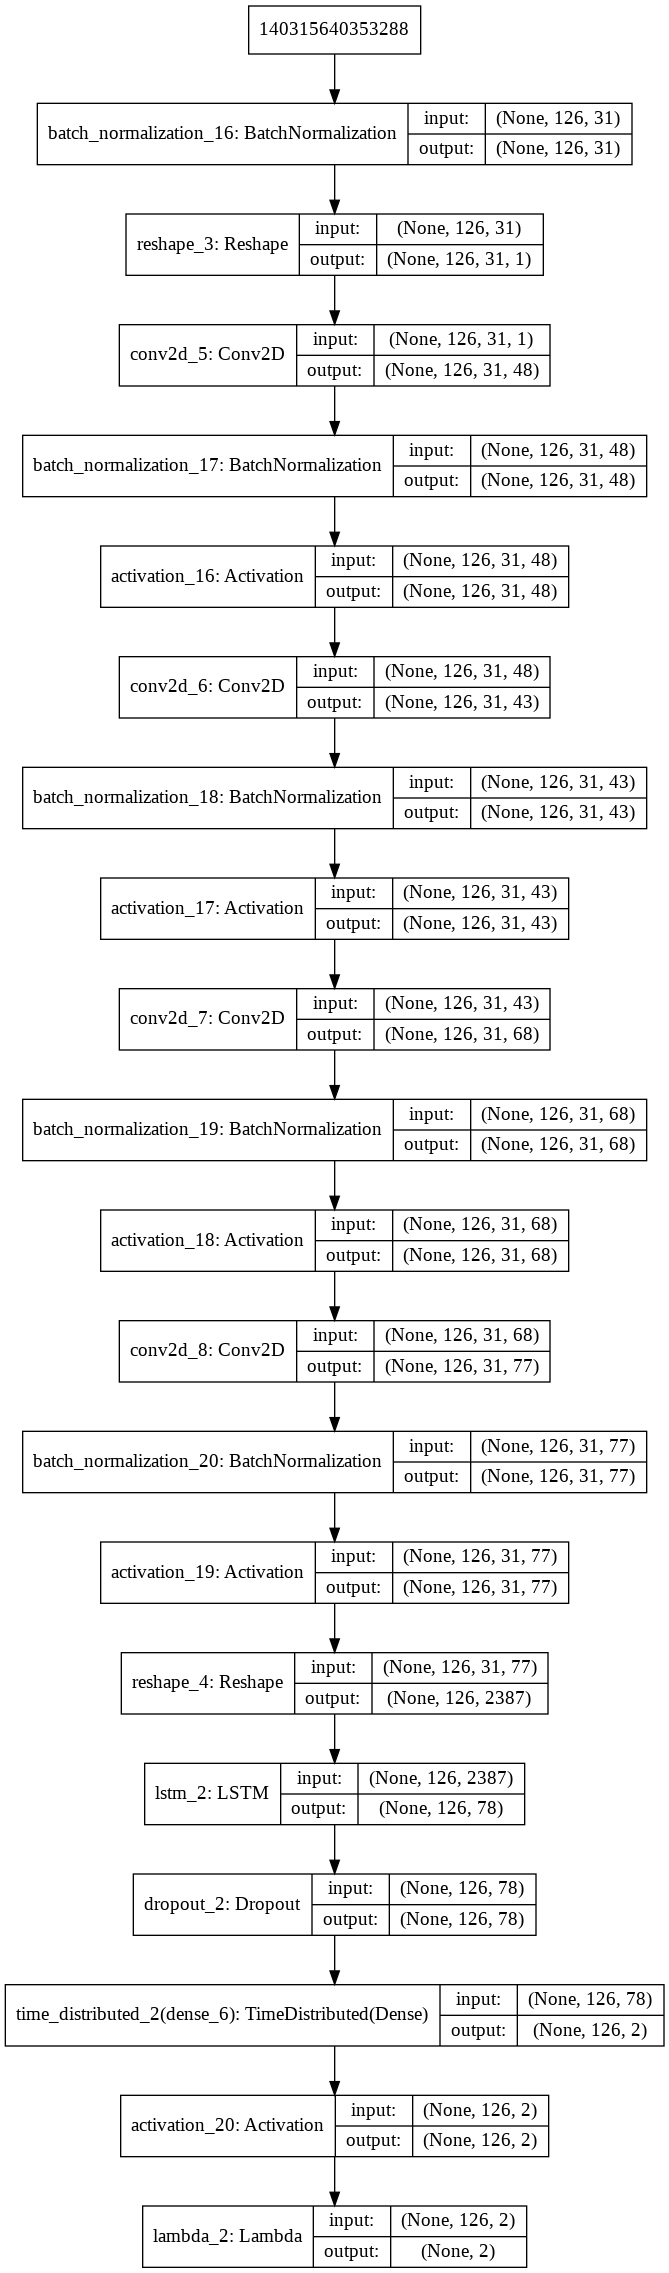 140315640353288
batch_normalization_16: BatchNormalization
input: (None, 126, 31)
output: (None, 126, 31)
reshape_3: Reshape
input: (None, 126, 31)
output: (None, 126, 31, 1)
conv2d_5: Conv2D
input: (None, 126, 31, 1)
output: (None, 126, 31, 48)
batch_normalization_17: BatchNormalization
input: (None, 126, 31, 48)
output: (None, 126, 31, 48)
activation_16: Activation
input: (None, 126, 31, 48)
output: (None, 126, 31, 48)
conv2d_6: Conv2D
input: (None, 126, 31, 48)
output: (None, 126, 31, 43)
batch_normalization_18: BatchNormalization
input: (None, 126, 31, 43)
output: (None, 126, 31, 43)
activation_17: Activation
input: (None, 126, 31, 43)
output: (None, 126, 31, 43)
conv2d_7: Conv2D
input: (None, 126, 31, 43)
output: (None, 126, 31, 68)
batch_normalization_19: BatchNormalization
input: (None, 126, 31, 68)
output: (None, 126, 31, 68)
activation_18: Activation
input: (None, 126, 31, 68)
output: (None, 126, 31, 68)
conv2d_8: Conv2D
input: (None, 126, 31, 68)
output: (None, 126, 31, 77)
batch_normalization_20: BatchNormalization
input: (None, 126, 31, 77)
output: (None, 126, 31, 77)
activation_19: Activation
input: (None, 126, 31, 77)
output: (None, 126, 31, 77)
reshape_4: Reshape
input: (None, 126, 31, 77)
output: (None, 126, 2387)
lstm_2: LSTM
input: (None, 126, 2387)
output: (None, 126, 78)
dropout_2: Dropout
input: (None, 126, 78)
output: (None, 126, 78)
time_distributed_2(dense_6): TimeDistributed(Dense)
input: (None, 126, 78)
output: (None, 126, 2)
activation_20: Activation
input: (None, 126, 2)
output: (None, 126, 2)
lambda_2: Lambda
input: (None, 126, 2)
output: (None, 2)